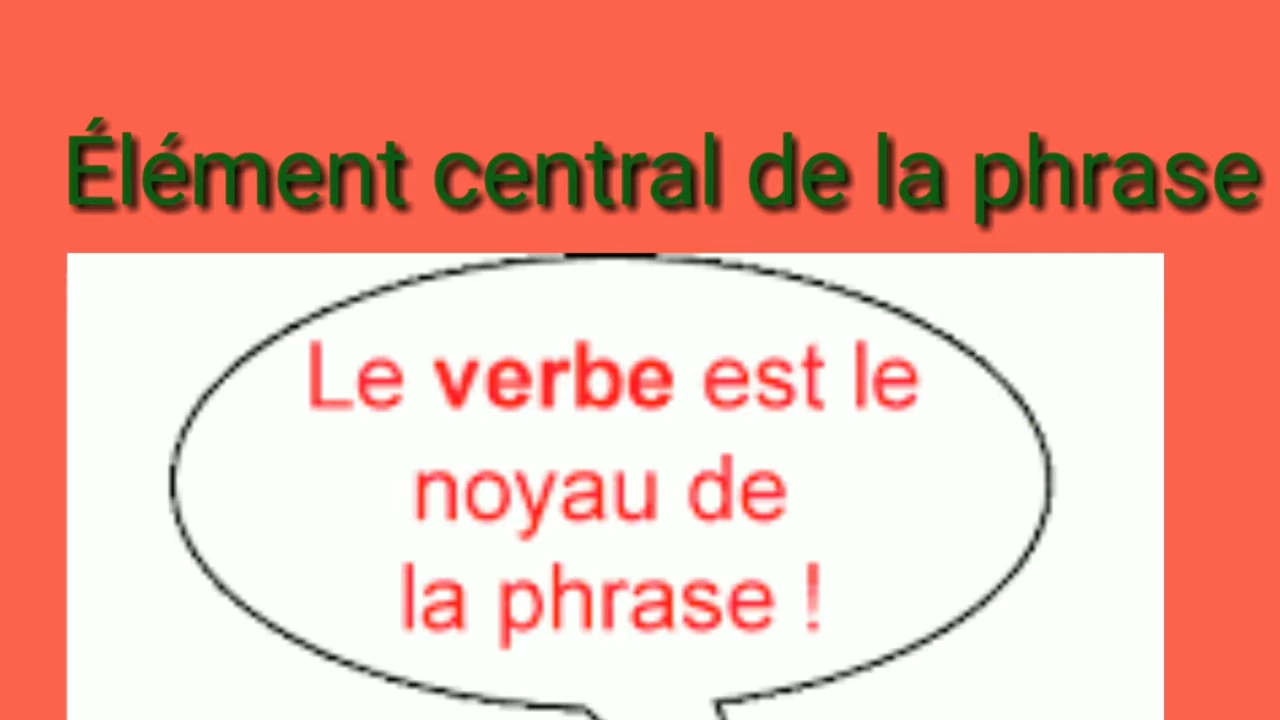 Élément central de la phrase
Le verbe est le
noyau de
la phrase !